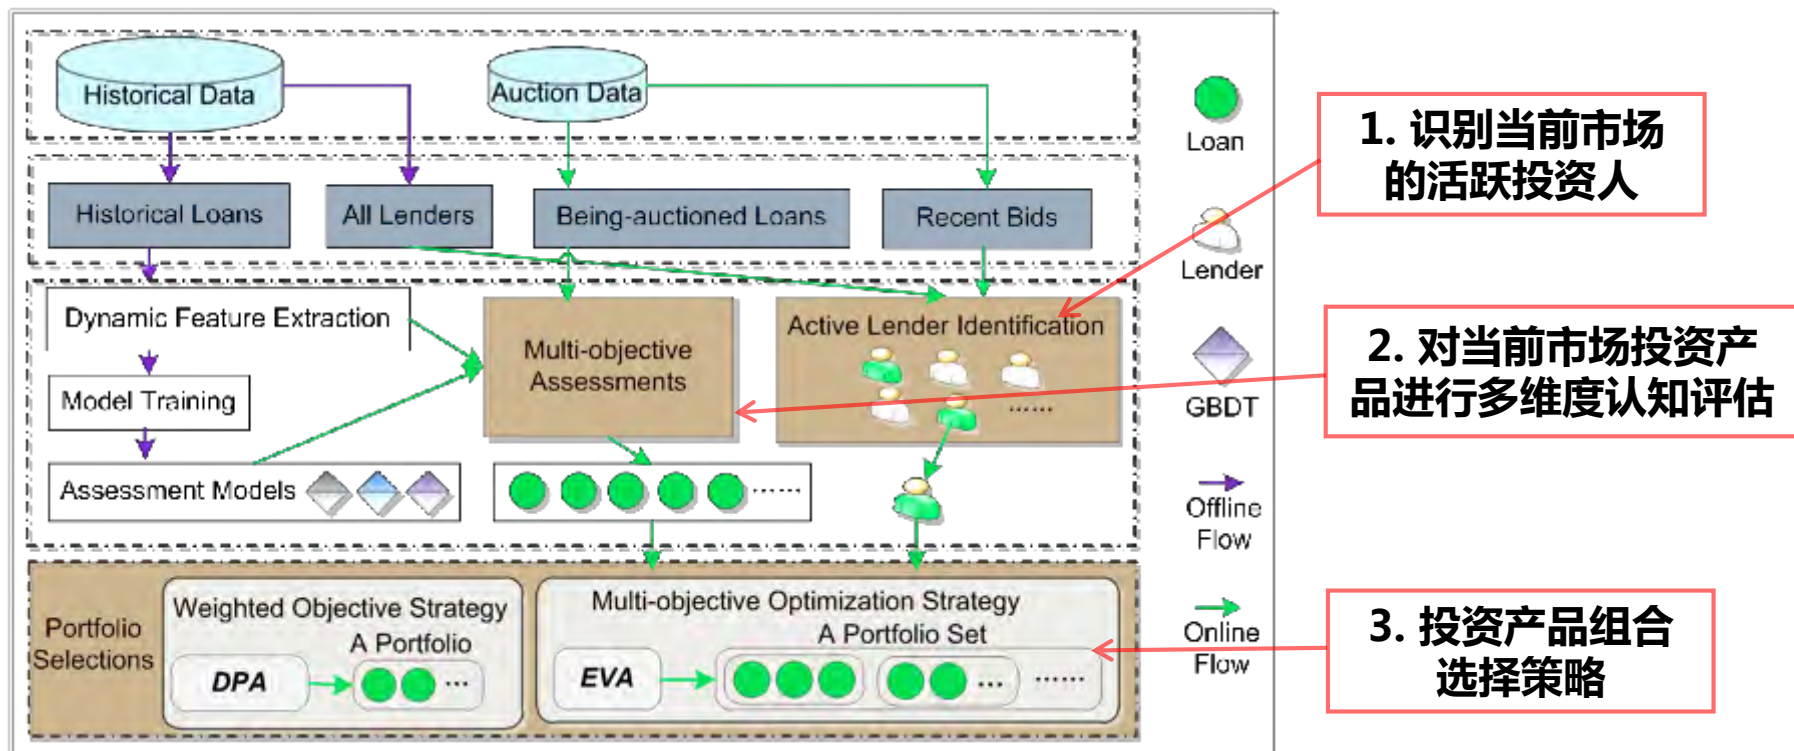 Historical Data
Auction Data
Historical Loans
All Lenders
Being-auctioned Loans
Recent Bids
Dynamic Feature Extraction
Model Training
Assessment Models
Multi-objective
Assessments
Active Lender Identification
......
......
Portfolio
Selections
Weighted Objective Strategy
A Portfolio
DPA
...
Multi-objective Optimization Strategy
A Portfolio Set
EVA
...
......
Loan
Lender
GBDT
Offline
Flow
Online
Flow
1. 识别当前市场
的活跃投资人
2. 对当前市场投资产
品进行多维度认知评估
3. 投资产品组合
选择策略